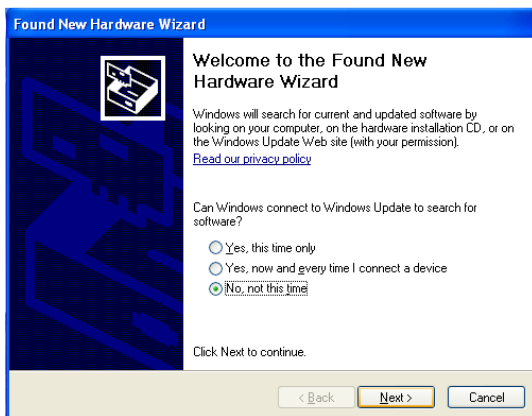 Found New Hardware Wizard
Welcome to the Found New
Hardware Wizard
Windows will search for current and updated software by
looking on your computer, on the hardware installation CD, or on
the Windows Update Web site (with your permission).
Read our privacy policy
Can Windows connect to Windows Update to search for
software?
Yes, this time only
Yes, now and every time I connect a device
No, not this time
Click Next to continue.
< Back
Next >
Cancel